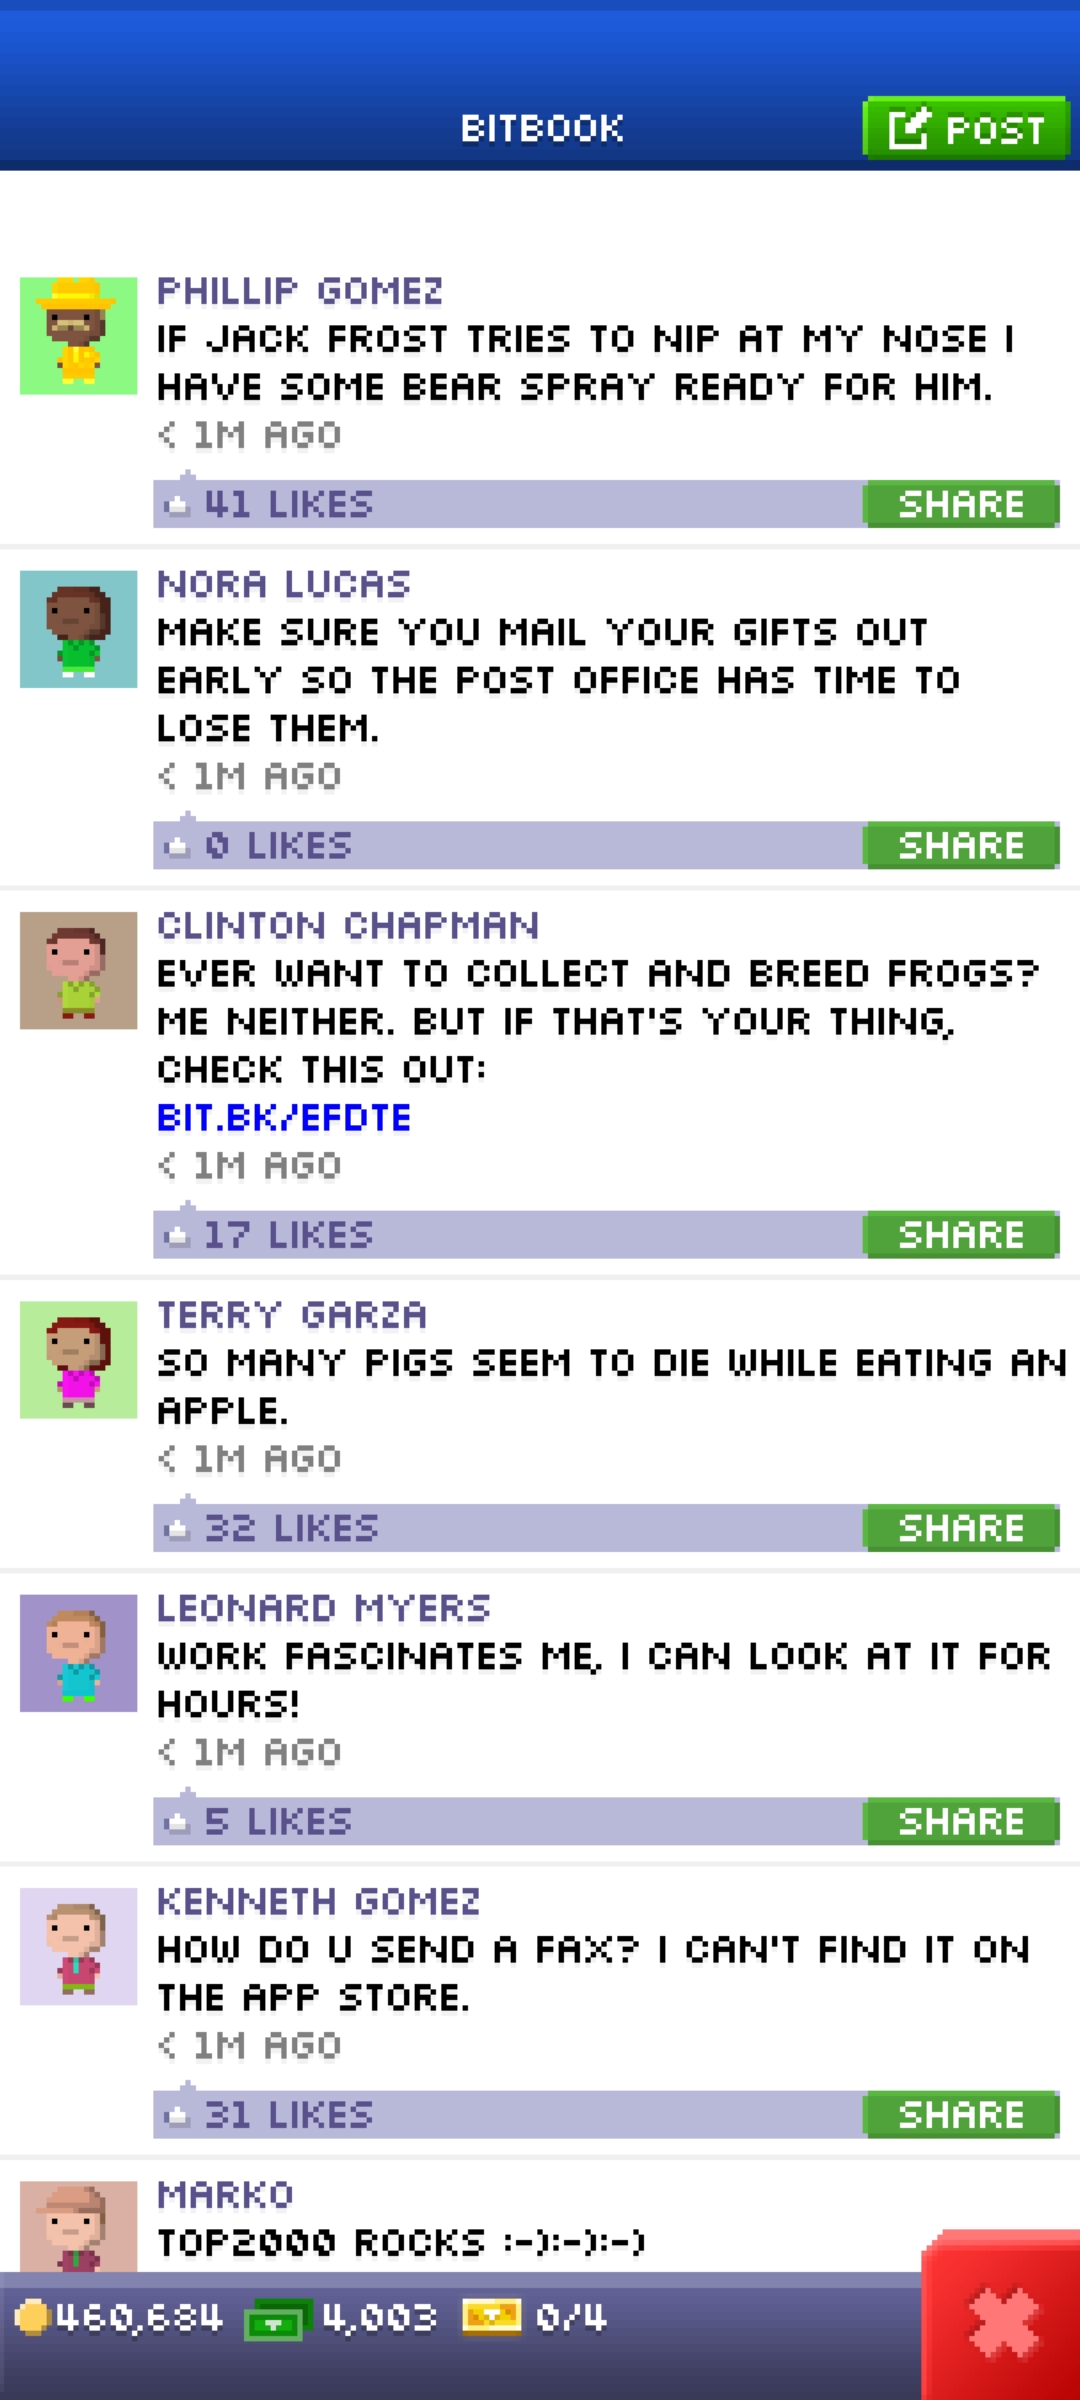 BITBOOK
POST
PHILLIP GOMEZ
IF JACK FROST TRIES TO NIP AT MY NOSE I
HAVE SOME BEAR SPRAY READY FOR HIM.
< 1M AGO
41 LIKES
SHARE
NORA LUCAS
MAKE SURE YOU MAIL YOUR GIFTS OUT
EARLY SO THE POST OFFICE HAS TIME TO
LOSE THEM.
< 1M AGO
0 LIKES
SHARE
CLINTON CHAPMAN
EVER WANT TO COLLECT AND BREED FROGS?
ME NEITHER. BUT IF THAT'S YOUR THING,
CHECK THIS OUT:
BIT.BK/EFDTE
< 1M AGO
17 LIKES
SHARE
TERRY GARZA
SO MANY PIGS SEEM TO DIE WHILE EATING AN
APPLE.
< 1M AGO
32 LIKES
SHARE
LEONARD MYERS
WORK FASCINATES ME, I CAN LOOK AT IT FOR
HOURS!
< 1M AGO
5 LIKES
SHARE
KENNETH GOMEZ
HOW DO U SEND A FAX? I CAN'T FIND IT ON
THE APP STORE.
< 1M AGO
31 LIKES
SHARE
MARKO
TOP2000 ROCKS :-):-):-)
460,684 4,003 0/4